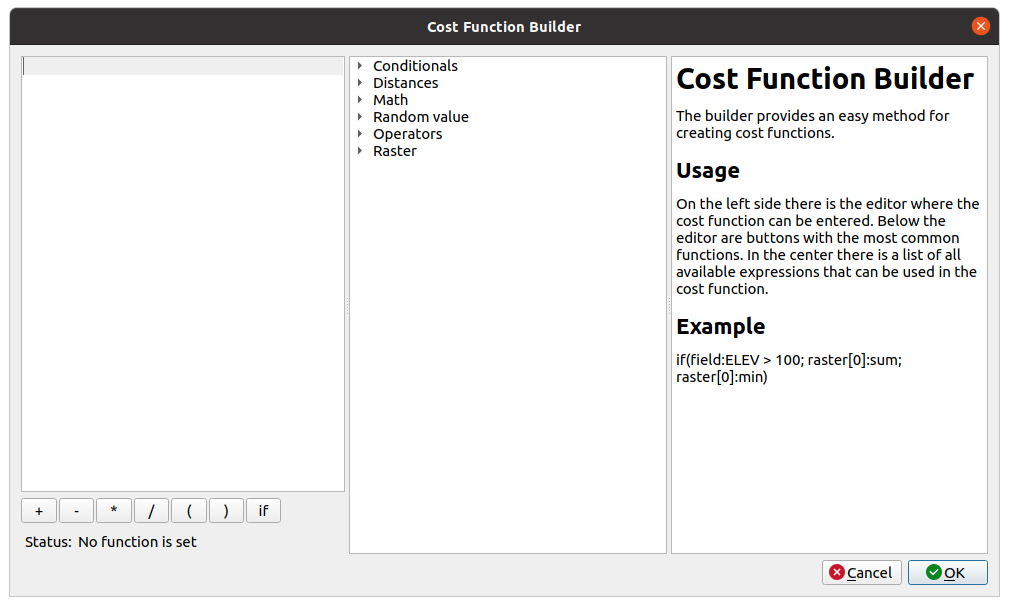 Cost Function Builder
Conditionals
Distances
Math
Random value
Operators
Raster
Cost Function Builder
The builder provides an easy method for
creating cost functions.
Usage
On the left side there is the editor where the
cost function can be entered. Below the
editor are buttons with the most common
functions. In the center there is a list of all
available expressions that can be used in the
cost function.
Example
if(field:ELEV > 100; raster[0]:sum;
raster[0]:min)
+ - * / ( ) if
Status: No function is set
Cancel OK